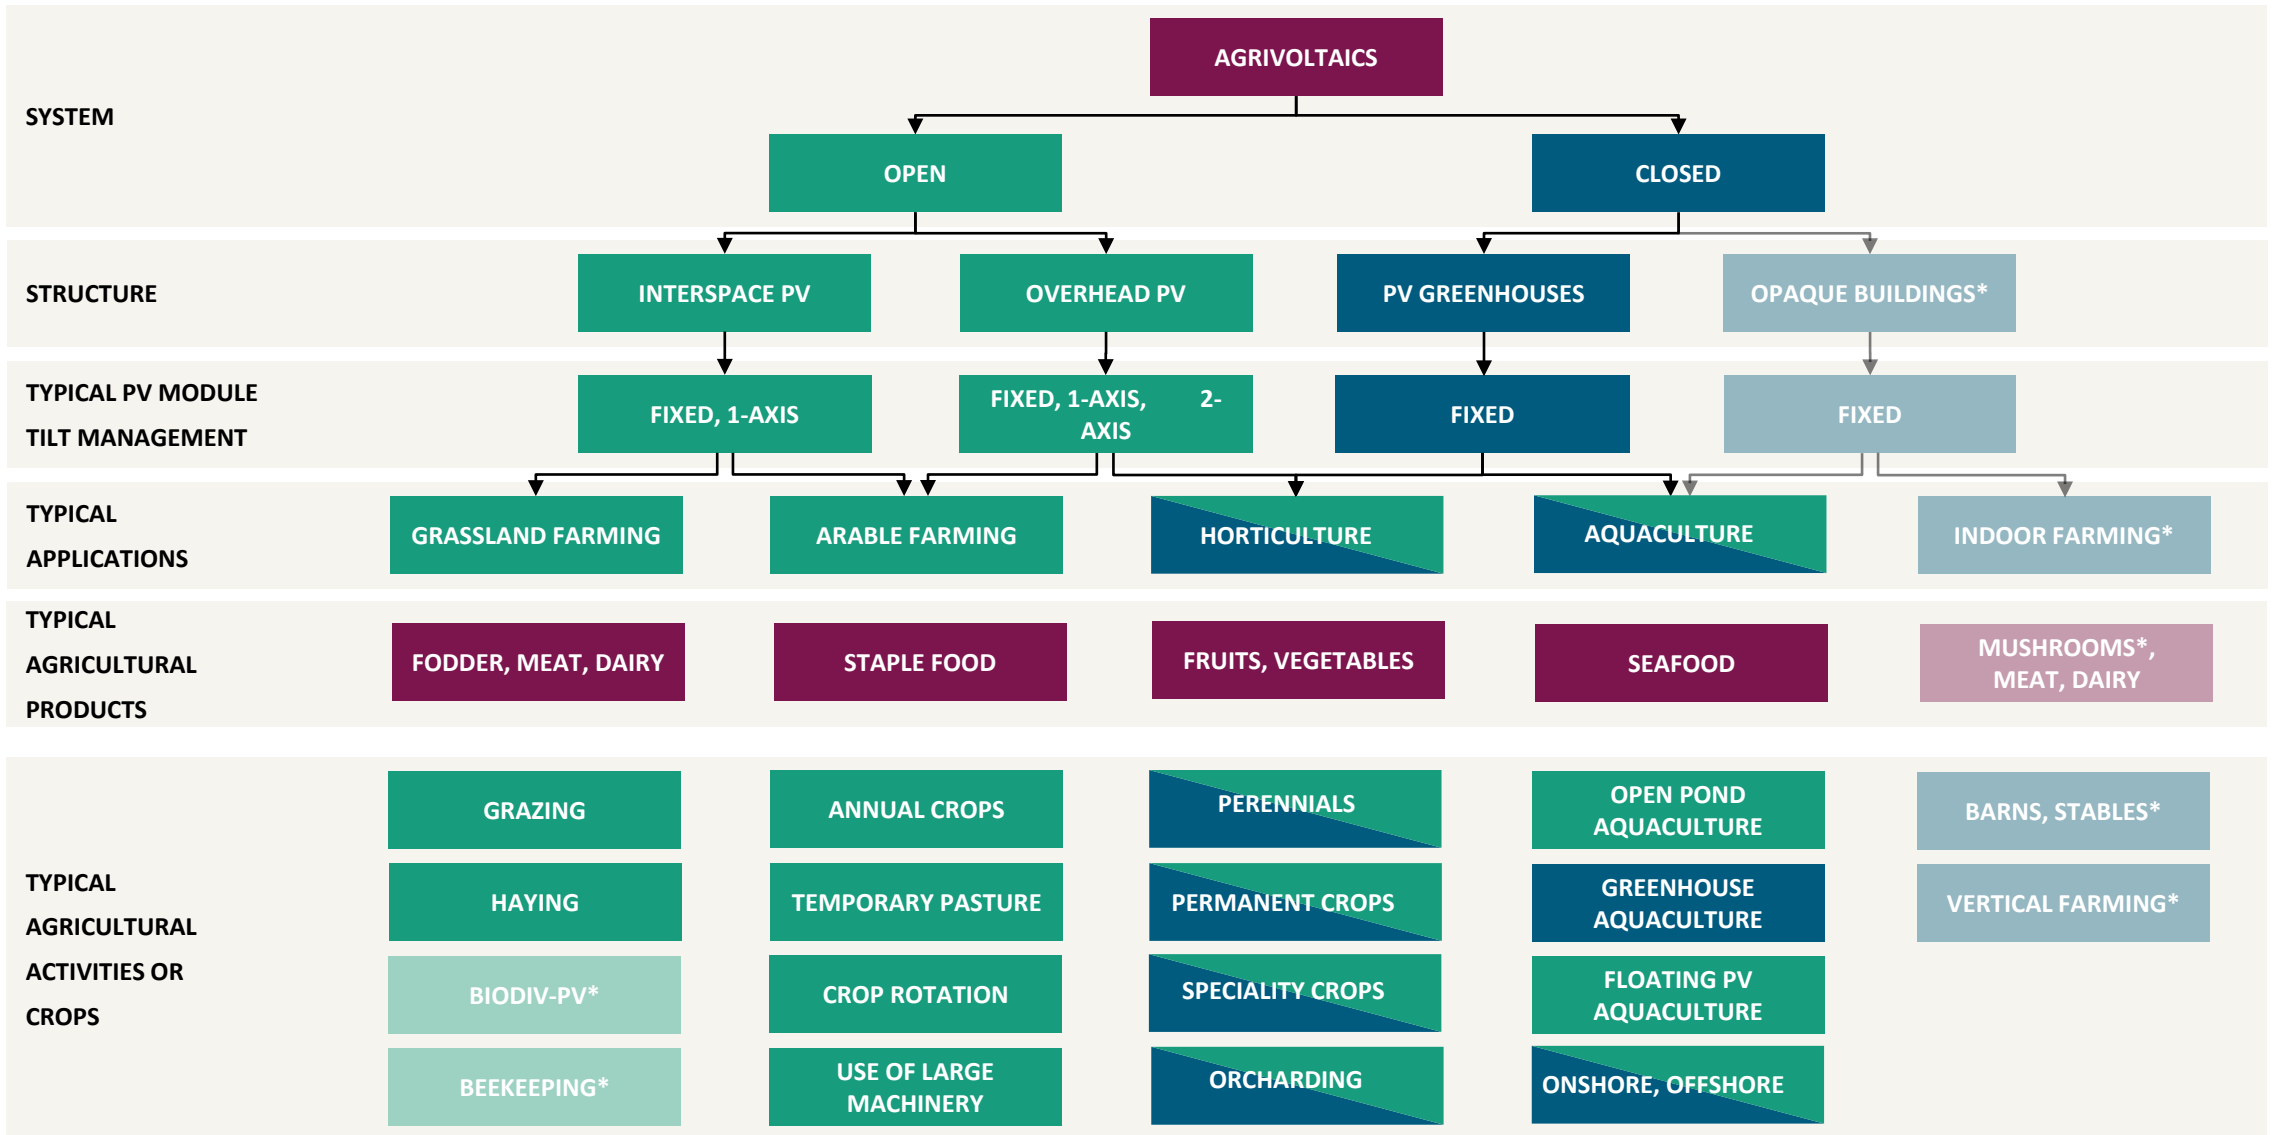 AGRIVOLTAICS
SYSTEM
OPEN
CLOSED
STRUCTURE
INTERSPACE PV
OVERHEAD PV
PV GREENHOUSES
OPAQUE BUILDINGS*
TYPICAL PV MODULE
TILT MANAGEMENT
FIXED, 1-AXIS
FIXED, 1-AXIS, 2-
AXIS
FIXED
FIXED
TYPICAL
APPLICATIONS
GRASSLAND FARMING
ARABLE FARMING
HORTICULTURE
AQUACULTURE
INDOOR FARMING*
TYPICAL
AGRICULTURAL
PRODUCTS
FODDER, MEAT, DAIRY
STAPLE FOOD
FRUITS, VEGETABLES
SEAFOOD
MUSHROOMS*,
MEAT, DAIRY
TYPICAL
AGRICULTURAL
ACTIVITIES OR
CROPS
GRAZING
ANNUAL CROPS
PERENNIALS
OPEN POND
AQUACULTURE
BARNS, STABLES*
HAYING
TEMPORARY PASTURE
PERMANENT CROPS
GREENHOUSE
AQUACULTURE
VERTICAL FARMING*
BIODIV-PV*
CROP ROTATION
SPECIALITY CROPS
FLOATING PV
AQUACULTURE
BEEKEEPING*
USE OF LARGE
MACHINERY
ORCHARDING
ONSHORE, OFFSHORE